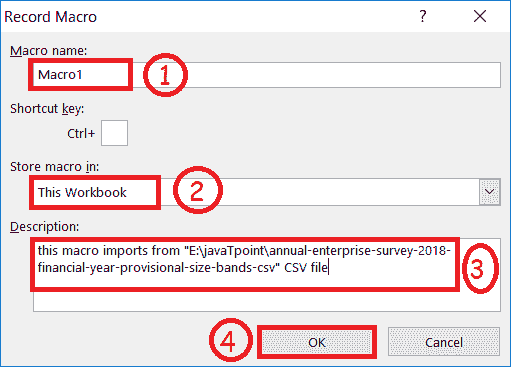 Record Macro ? ×
Macro name:
Macro1 1
Shortcut key:
Ctrl+
Store macro in:
This Workbook 2
Description:
this macro imports from "E:\javaTpoint\annual-enterprise-survey-2018-
financial-year-provisional-size-bands-csv" CSV file 3
4 OK Cancel